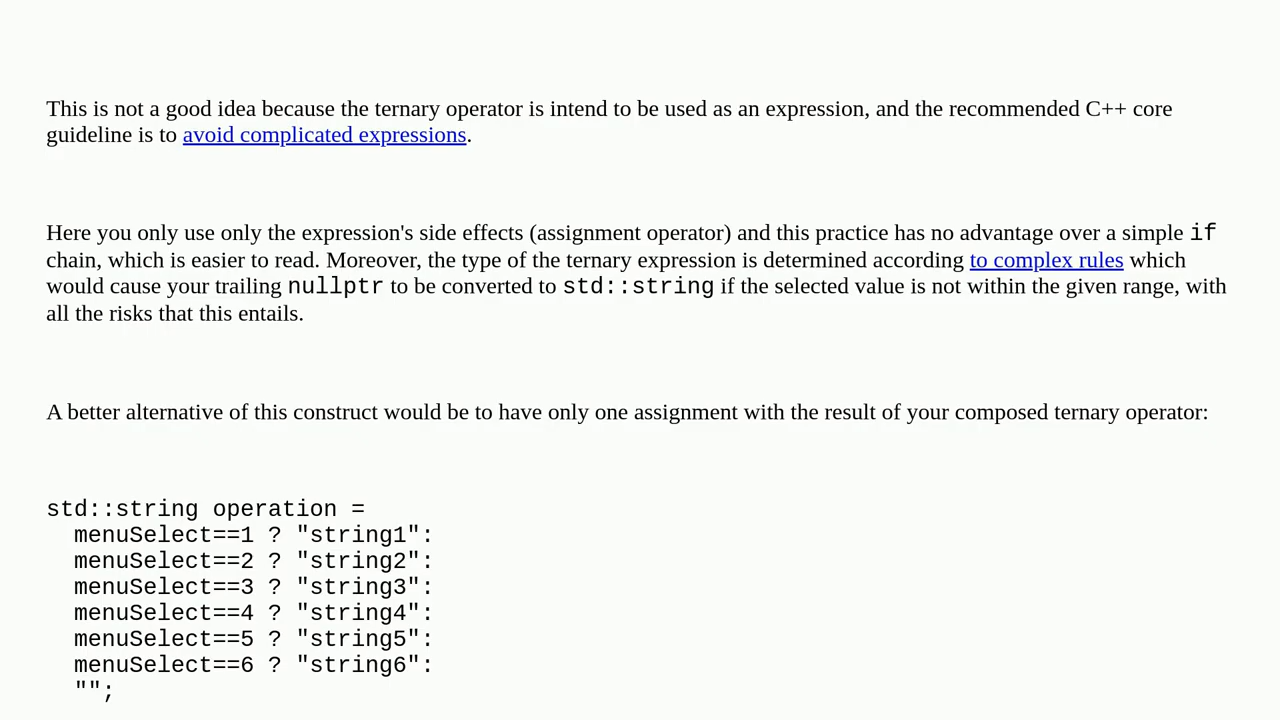 This is not a good idea because the ternary operator is intend to be used as an expression, and the recommended C++ core
guideline is to avoid complicated expressions.
Here you only use only the expression's side effects (assignment operator) and this practice has no advantage over a simple if
chain, which is easier to read. Moreover, the type of the ternary expression is determined according to complex rules which
would cause your trailing nullptr to be converted to std::string if the selected value is not within the given range, with
all the risks that this entails.
A better alternative of this construct would be to have only one assignment with the result of your composed ternary operator:
std::string operation =
  menuSelect==1 ? "string1":
  menuSelect==2 ? "string2":
  menuSelect==3 ? "string3":
  menuSelect==4 ? "string4":
  menuSelect==5 ? "string5":
  menuSelect==6 ? "string6":
  "";